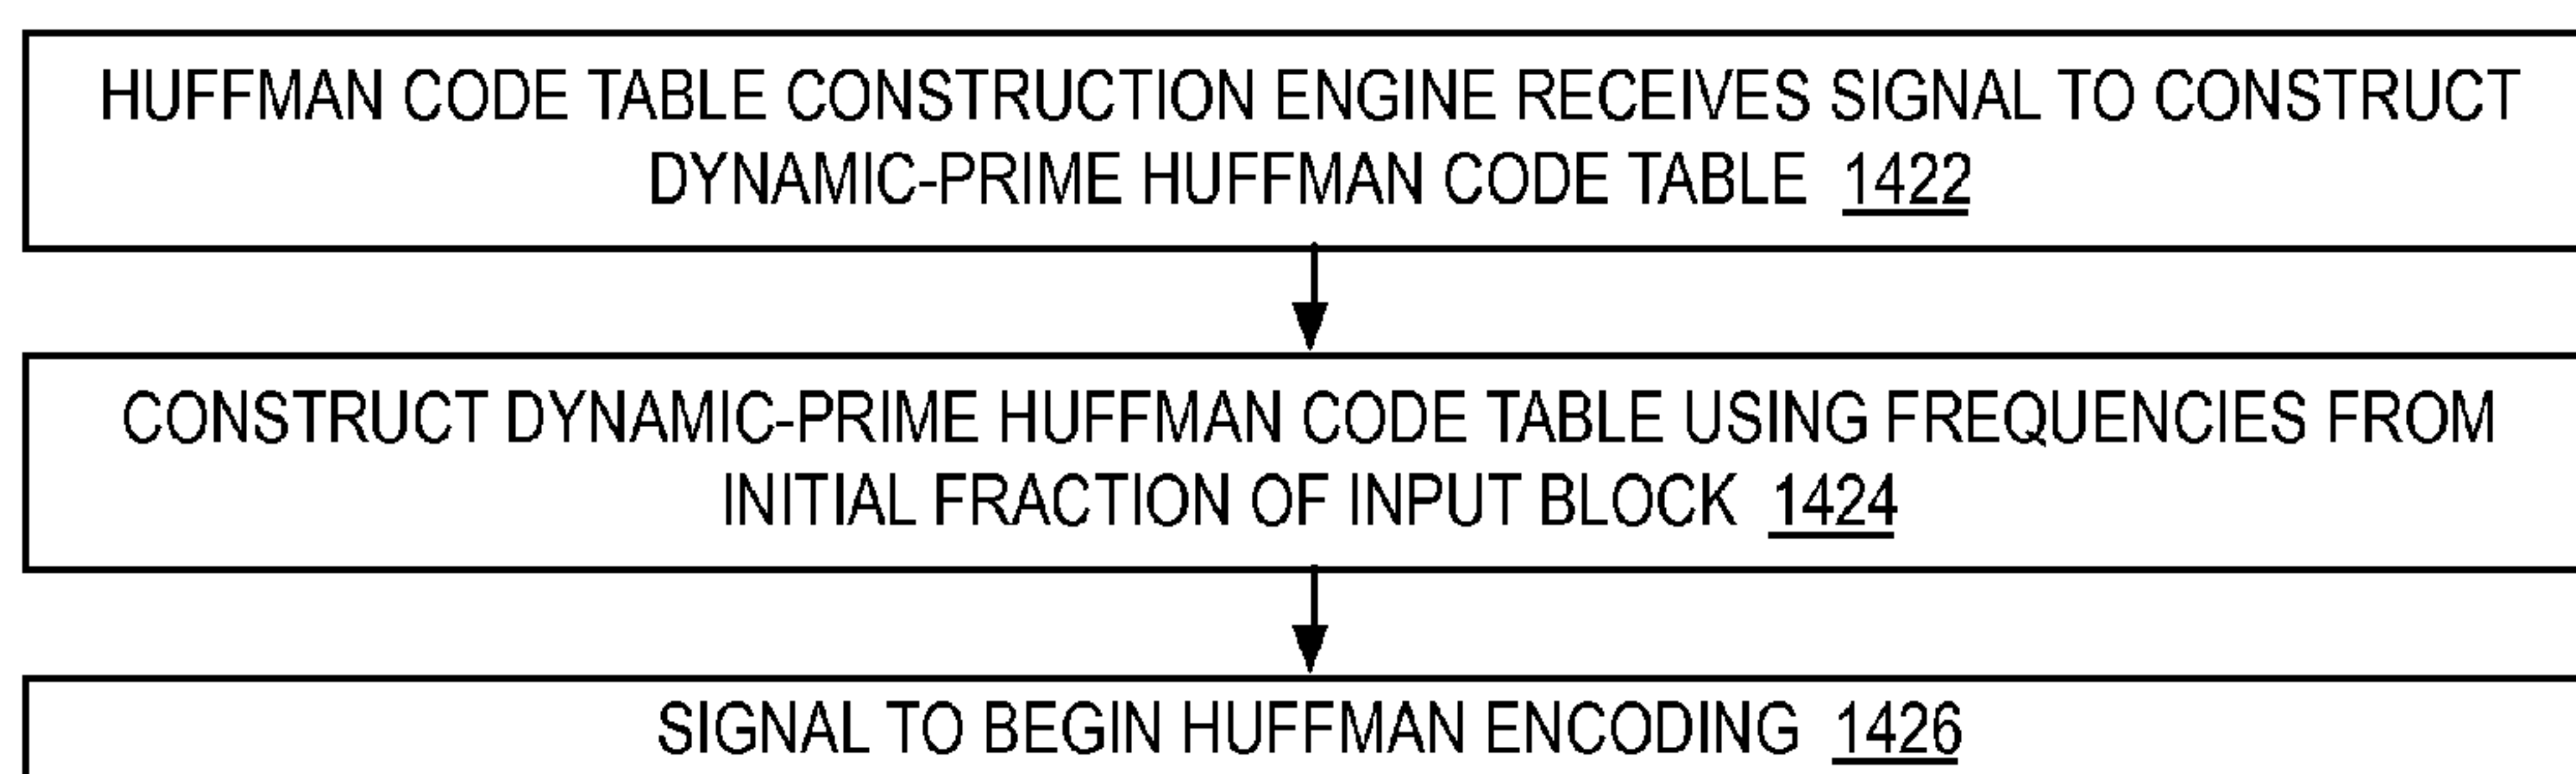 HUFFMAN CODE TABLE CONSTRUCTION ENGINE RECEIVES SIGNAL TO CONSTRUCT
DYNAMIC-PRIME HUFFMAN CODE TABLE 1422
CONSTRUCT DYNAMIC-PRIME HUFFMAN CODE TABLE USING FREQUENCIES FROM
INITIAL FRACTION OF INPUT BLOCK 1424
SIGNAL TO BEGIN HUFFMAN ENCODING 1426